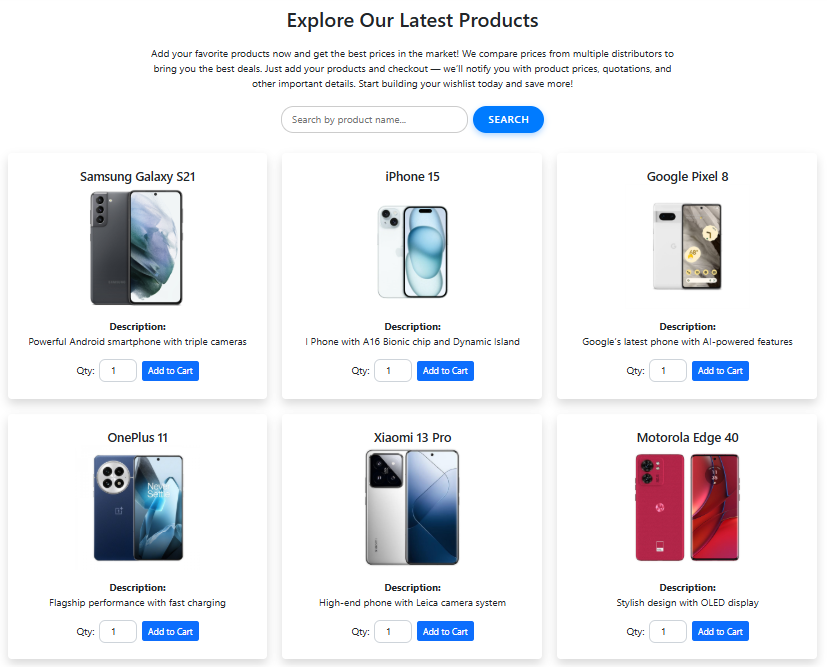 Explore Our Latest Products
Add your favorite products now and get the best prices in the market! We compare prices from multiple distributors to
bring you the best deals. Just add your products and checkout — we'll notify you with product prices, quotations, and
other important details. Start building your wishlist today and save more!
Search by product name...
SEARCH
Samsung Galaxy S21
Description:
Powerful Android smartphone with triple cameras
Qty: 1 Add to Cart
iPhone 15
Description:
I Phone with A16 Bionic chip and Dynamic Island
Qty: 1 Add to Cart
Google Pixel 8
Description:
Google's latest phone with AI-powered features
Qty: 1 Add to Cart
OnePlus 11
New
Description:
Flagship performance with fast charging
Qty: 1 Add to Cart
Xiaomi 13 Pro
Description:
High-end phone with Leica camera system
Qty: 1 Add to Cart
Motorola Edge 40
Description:
Stylish design with OLED display
Qty: 1 Add to Cart